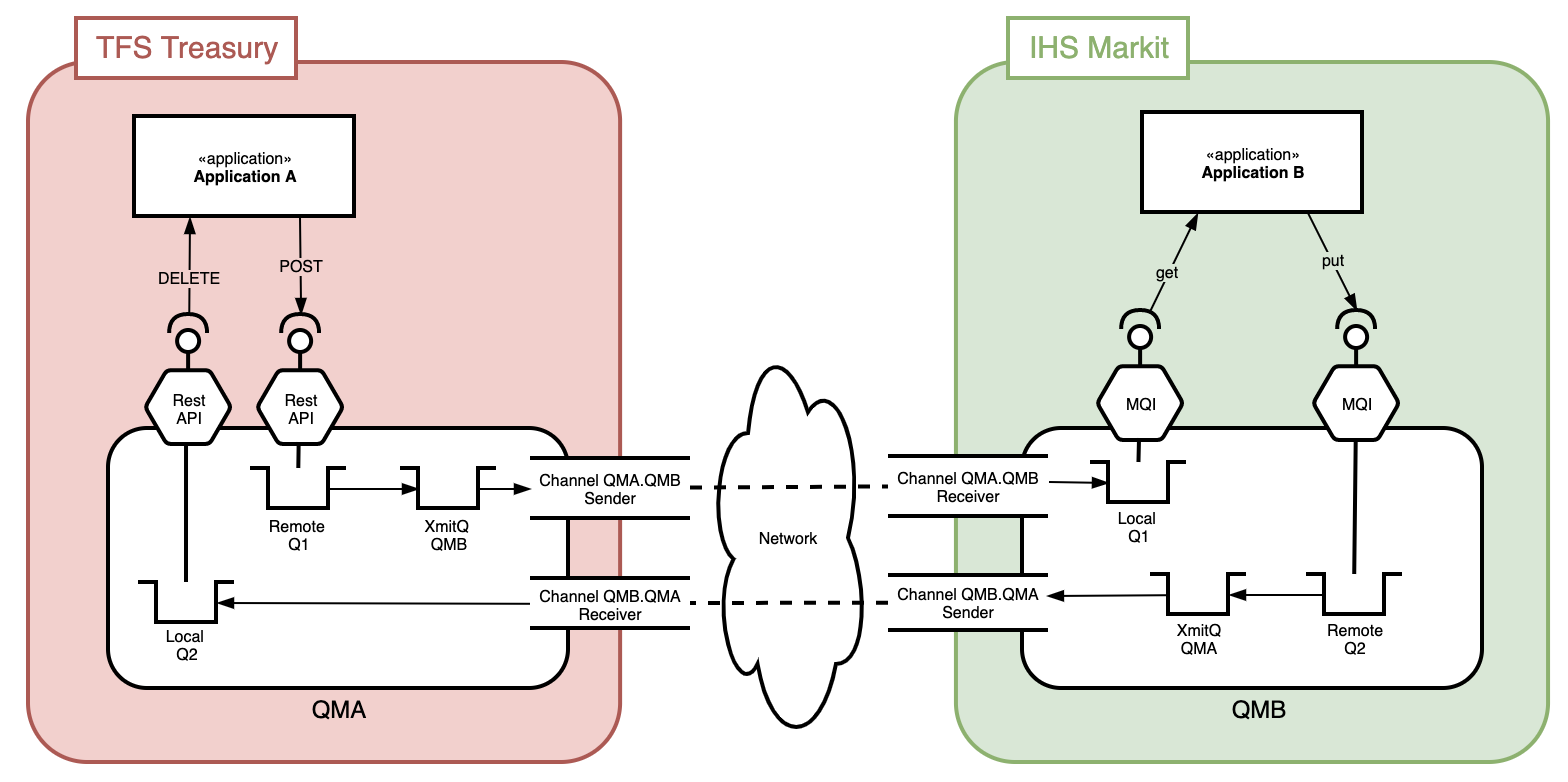 TFS Treasury
IHS Markit
«application»
Application A
«application»
Application B
DELETE
POST
get
put
Rest
API
Rest
API
MQI
MQI
Channel QMA.QMB
Sender
Channel QMA.QMB
Receiver
Remote
Q1
XmitQ
QMB
Network
Local
Q1
Channel QMB.QMA
Receiver
Channel QMB.QMA
Sender
Local
Q2
XmitQ
QMA
Remote
Q2
QMA
QMB